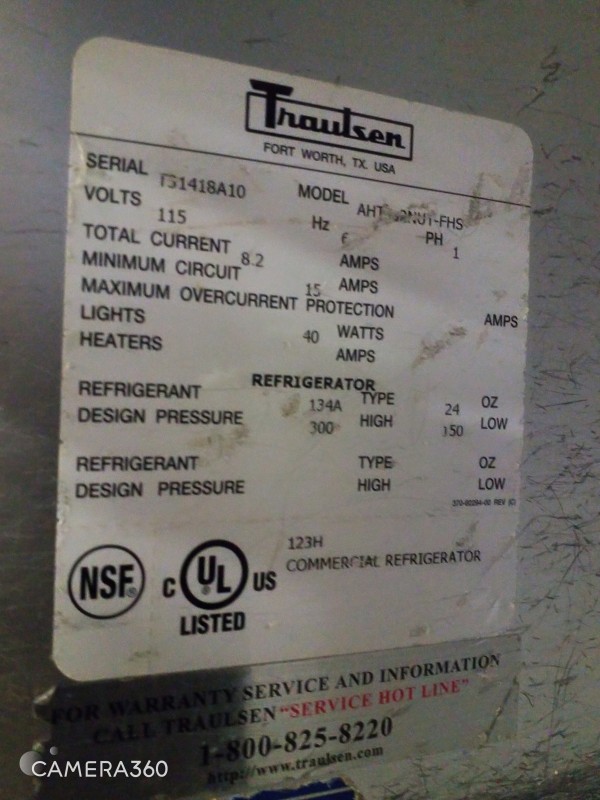 Traulsen
FORT WORTH, TX. USA
SERIAL T51418A10 MODEL
VOLTS 115 Hz PH 1
TOTAL CURRENT 8.2 AMPS
MINIMUM CIRCUIT 15 AMPS
MAXIMUM OVERCURRENT PROTECTION AMPS
LIGHTS 40 WATTS
HEATERS AMPS
REFRIGERATOR
REFRIGERANT 134A TYPE 24 OZ
DESIGN PRESSURE 300 HIGH 150 LOW
REFRIGERANT TYPE OZ
DESIGN PRESSURE HIGH LOW
370-60294-00 REV (C)
123H
COMMERCIAL REFRIGERATOR
NSF®
C UL US
LISTED
FOR WARRANTY SERVICE AND INFORMATION
CALL TRAULSEN "SERVICE HOT LINE"
1-800-825-8220
http://www.traulsen.com
CAMERA360